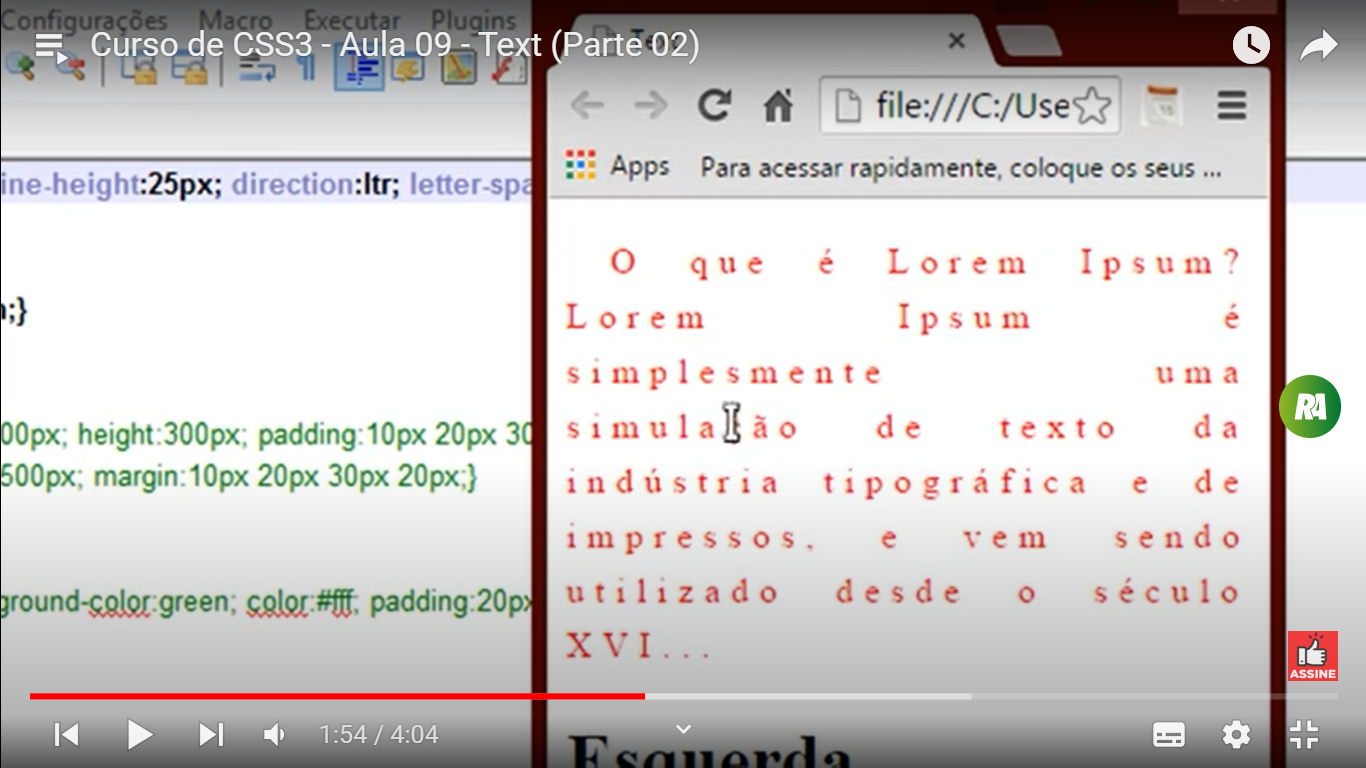 Configurações Macro Executar Plugins
Curso de CSS3 - Aula 09 - Text (Parte 02)
file:///C:/Use
Apps Para acessar rapidamente, coloque os seus ...
ine-height:25px; direction:ltr; letter-spa
;}
O que é Lorem Ipsum?
Lorem Ipsum é
simplesmente uma
simulação de texto da
indústria tipográfica e de
impressos, e vem sendo
utilizado desde o século
XVI...
00px; height:300px; padding:10px 20px 30
500px; margin:10px 20px 30px 20px;}
ground-color:green; color:#fff; padding:20px
RA
ASSINE
1:54 / 4:04
Esquerda